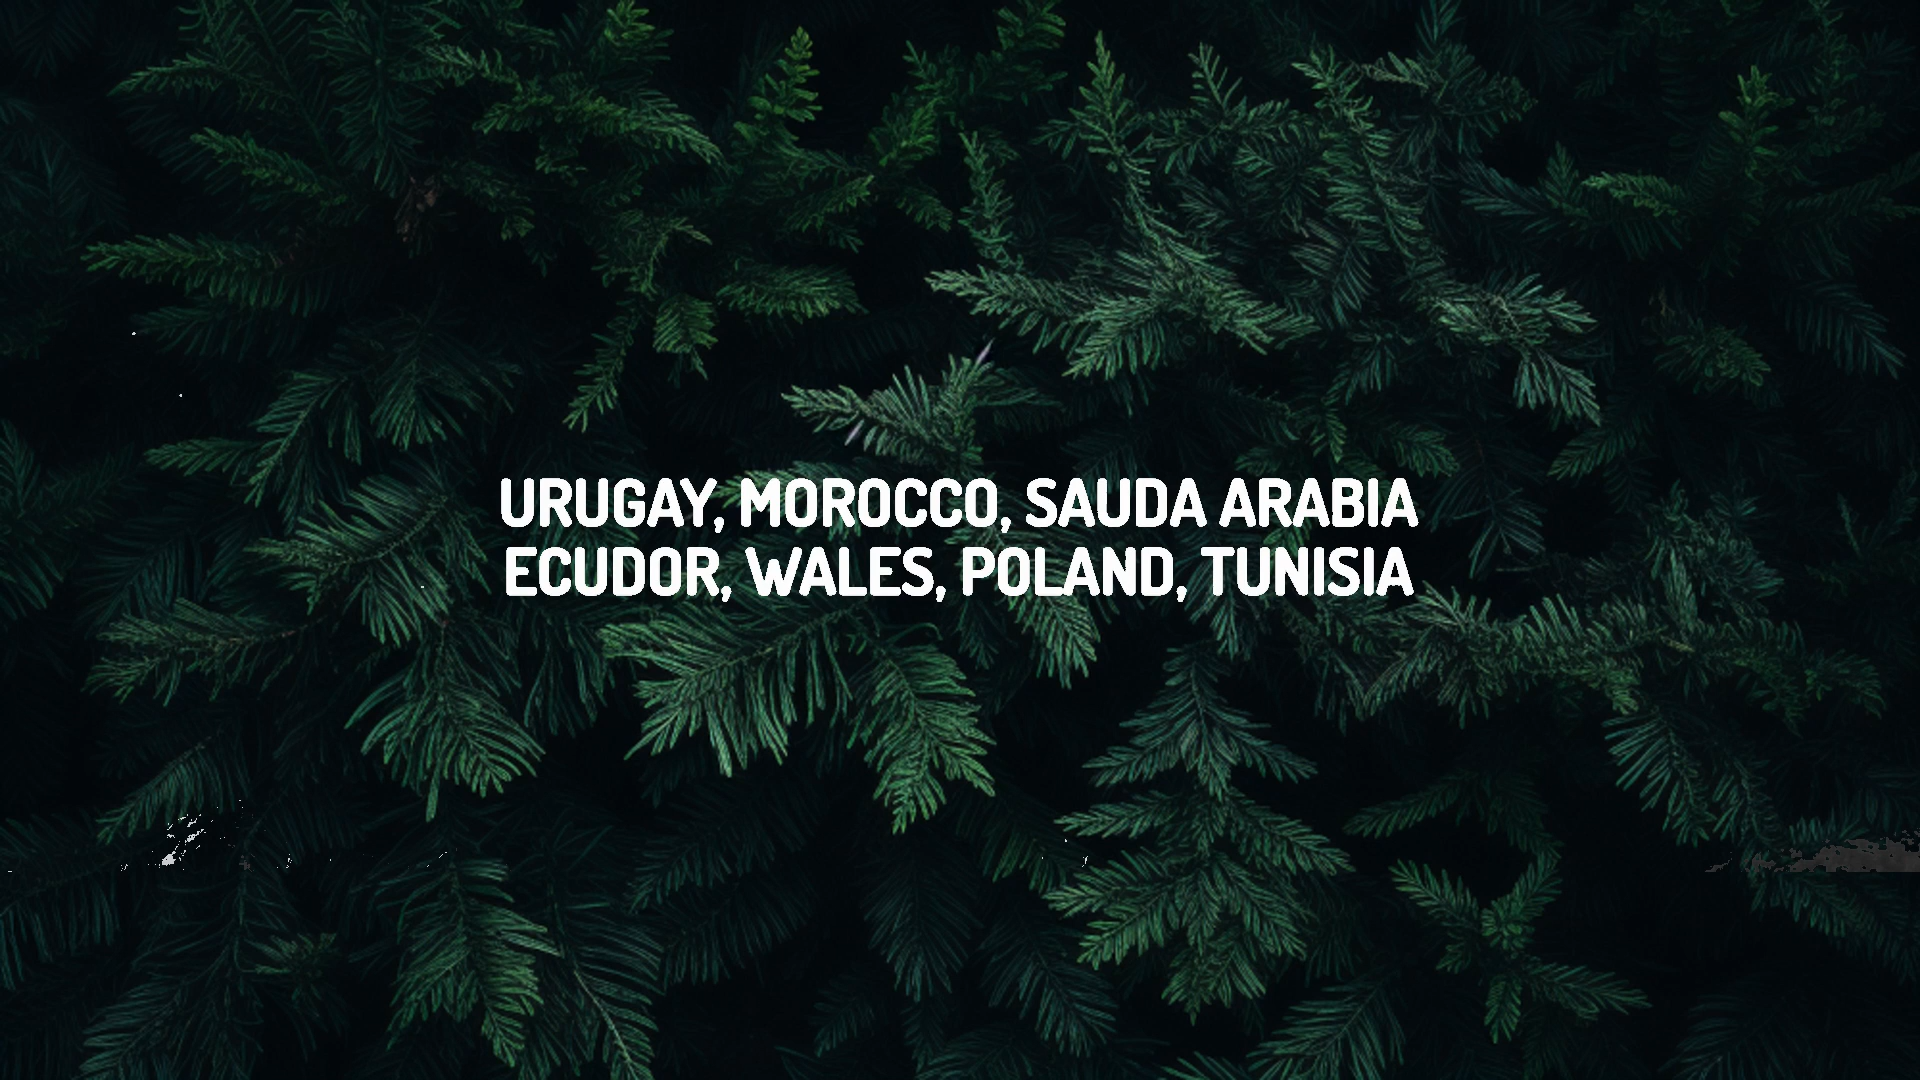 URUGAY, MOROCCO, SAUDA ARABIA
ECUDOR, WALES, POLAND, TUNISIA